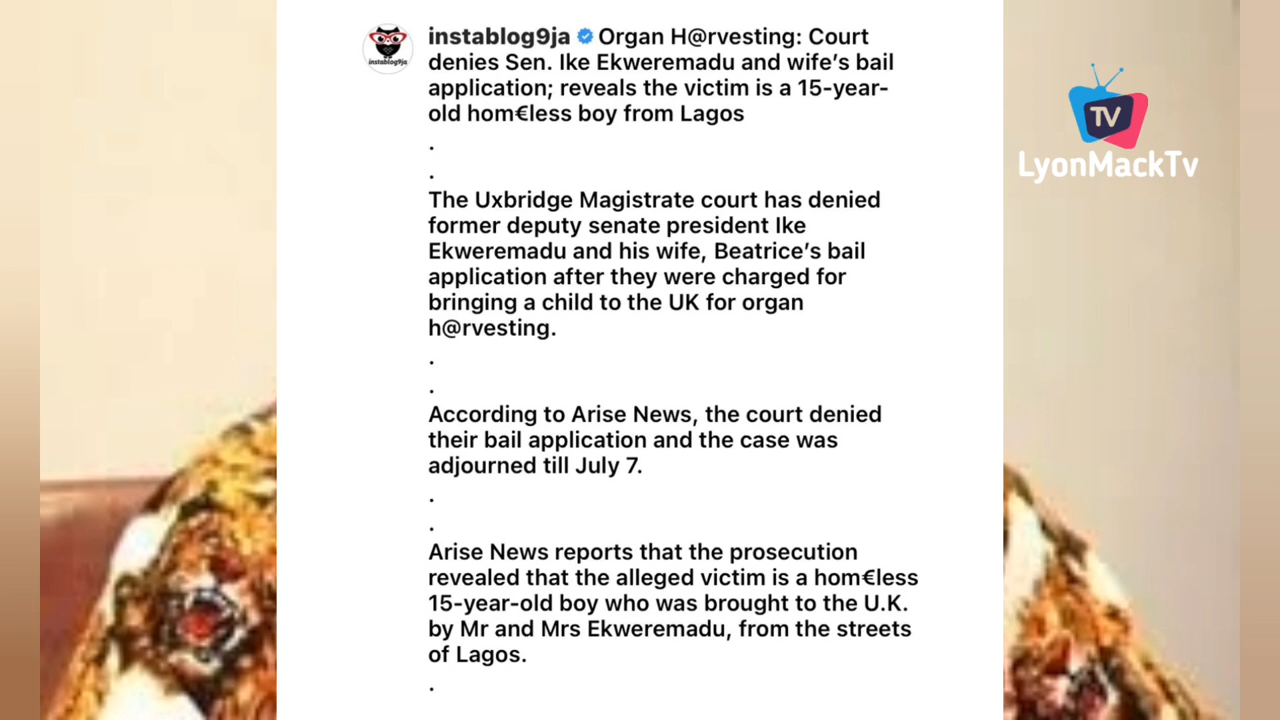 instablog9ja Organ H@rvesting: Court
denies Sen. Ike Ekweremadu and wife’s bail
application; reveals the victim is a 15-year-
old hom€less boy from Lagos
.
.
The Uxbridge Magistrate court has denied
former deputy senate president Ike
Ekweremadu and his wife, Beatrice’s bail
application after they were charged for
bringing a child to the UK for organ
h@rvesting.
.
.
According to Arise News, the court denied
their bail application and the case was
adjourned till July 7.
.
.
Arise News reports that the prosecution
revealed that the alleged victim is a hom€less
15-year-old boy who was brought to the U.K.
by Mr and Mrs Ekweremadu, from the streets
of Lagos.
.
instablog9ja
TV
LyonMackTv